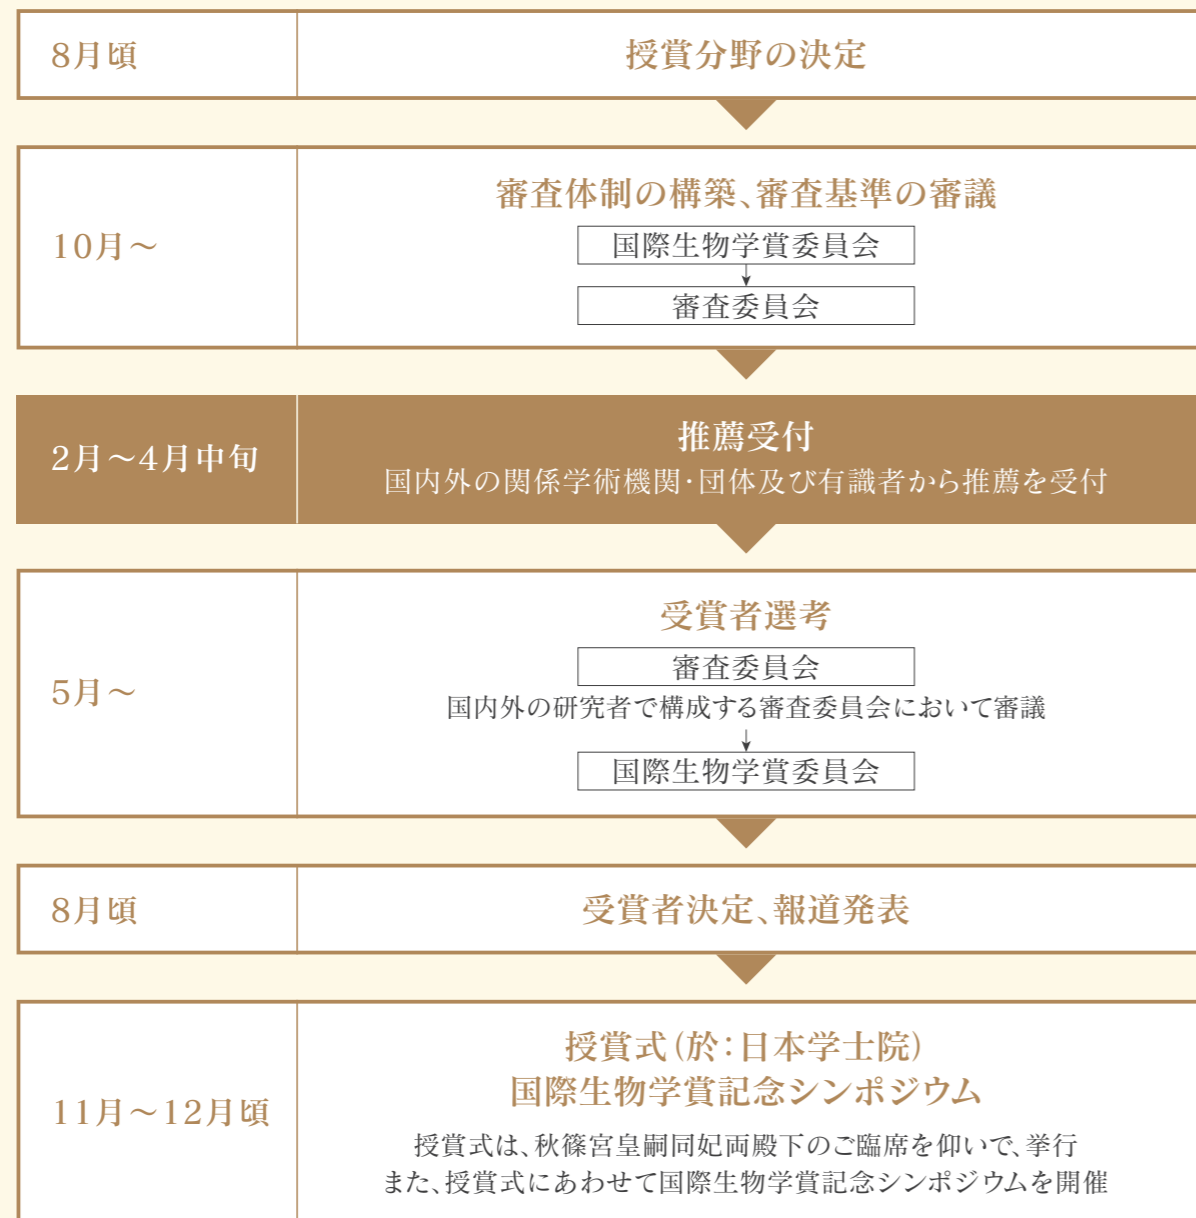 8月頃
授賞分野の決定
10月～
審査体制の構築、審査基準の審議
国際生物学賞委員会
審査委員会
2月～4月中旬
推薦受付
国内外の関係学術機関・団体及び有識者から推薦を受付
5月～
受賞者選考
審査委員会
国内外の研究者で構成する審査委員会において審議
国際生物学賞委員会
8月頃
受賞者決定、報道発表
11月～12月頃
授賞式（於：日本学士院）
国際生物学賞記念シンポジウム
授賞式は、秋篠宮皇嗣同妃両殿下のご臨席を仰いで、挙行
また、授賞式にあわせて国際生物学賞記念シンポジウムを開催